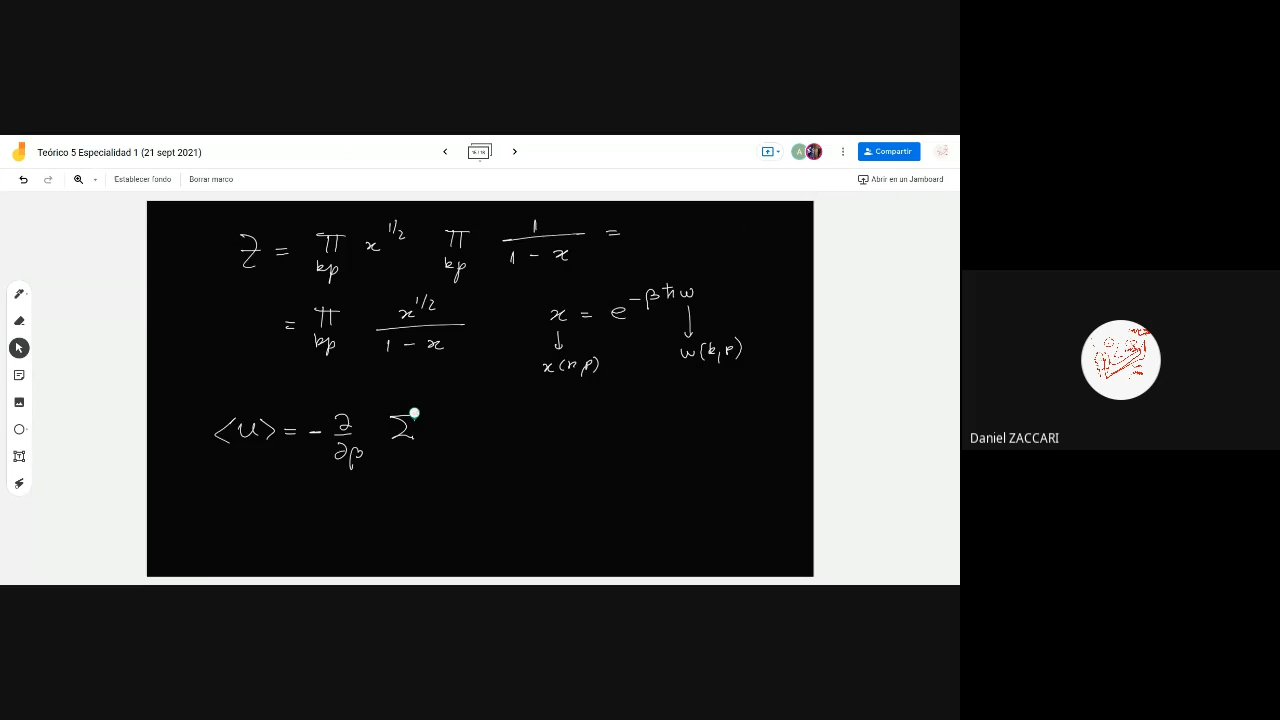 Teórico 5 Especialidad 1 (21 sept 2021)
Compartir
Establecer fondo
Borrar marco
Abrir en un Jamboard
Z = π kp x^1/2 π kp 1 / 1 - x =
= π kp x^1/2 / 1 - x
x = e^-βħω
x(k,p)
ω(k,p)
<u> = - ∂/∂β Σ
Daniel ZACCARI